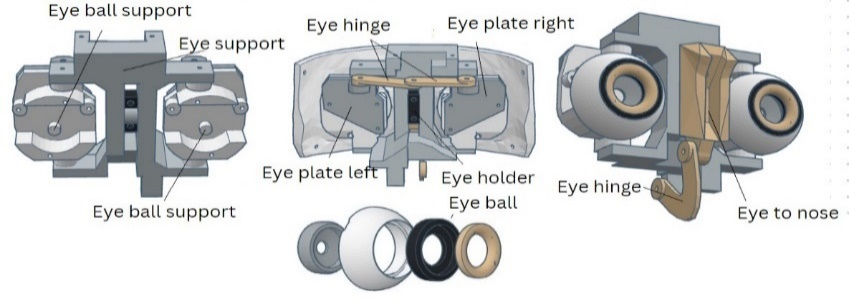 Eye ball support
Eye support
Eye ball support
Eye hinge
Eye plate right
Eye plate left
Eye holder
Eye ball
Eye hinge
Eye to nose